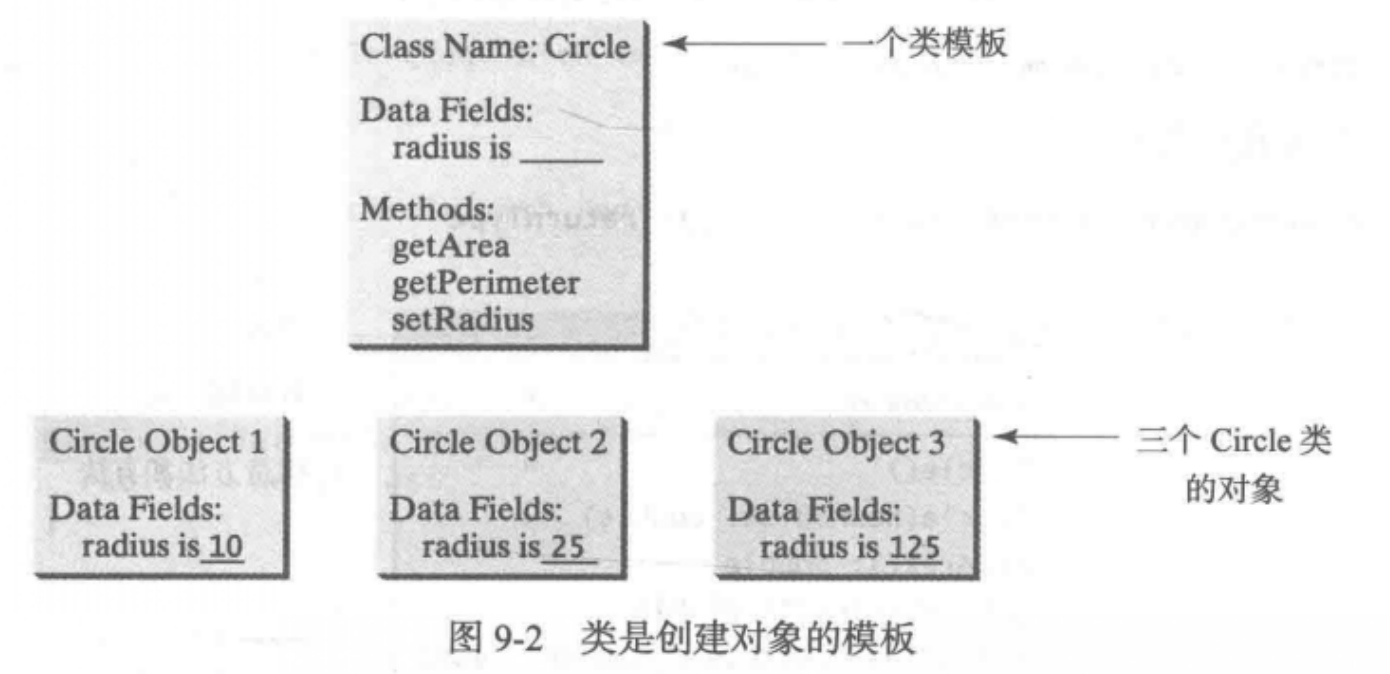 Class Name: Circle
一个类模板
Data Fields:
radius is _____
Methods:
getArea
getPerimeter
setRadius
Circle Object 1
Data Fields:
radius is 10
Circle Object 2
Data Fields:
radius is 25
Circle Object 3
Data Fields:
radius is 125
三个 Circle 类
的对象
图 9-2 类是创建对象的模板